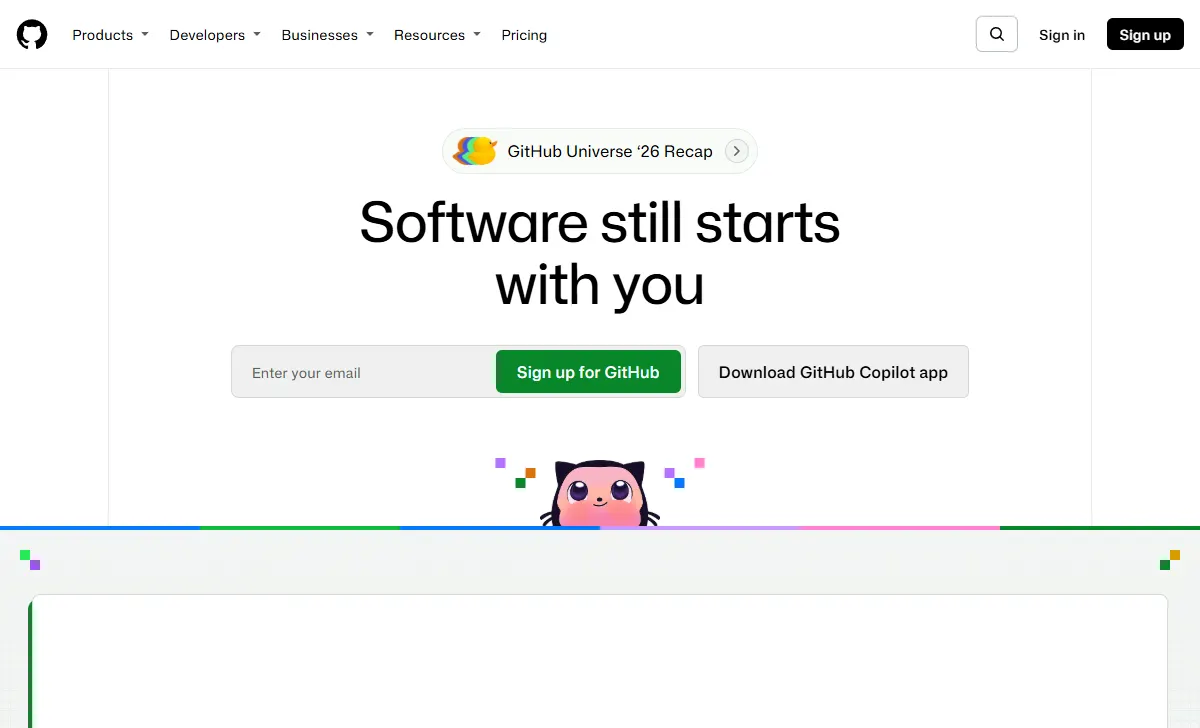 Products
Developers
Businesses
Resources
Pricing
Sign in
Sign up
GitHub Universe ‘26 Recap
Software still starts
with you
Enter your email
Sign up for GitHub
Download GitHub Copilot app